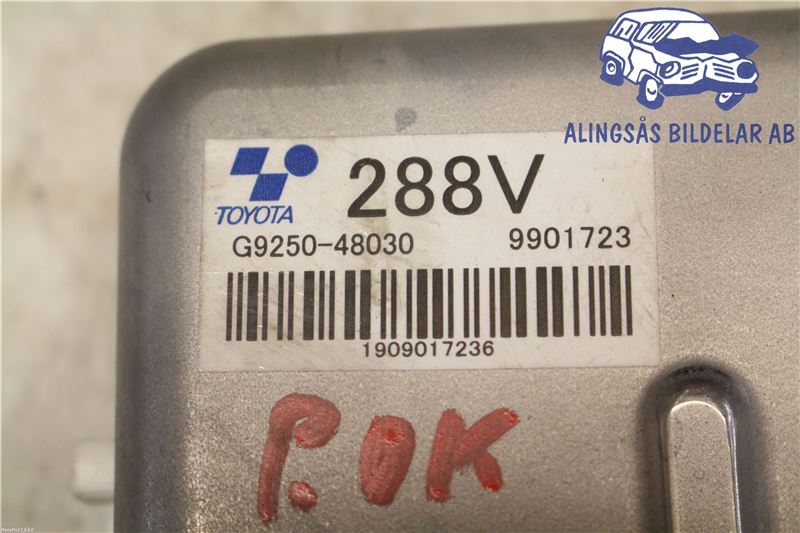 ALINGSÅS BILDELAR AB
TOYOTA 288V
G9250-48030 9901723
1909017236
P.OK